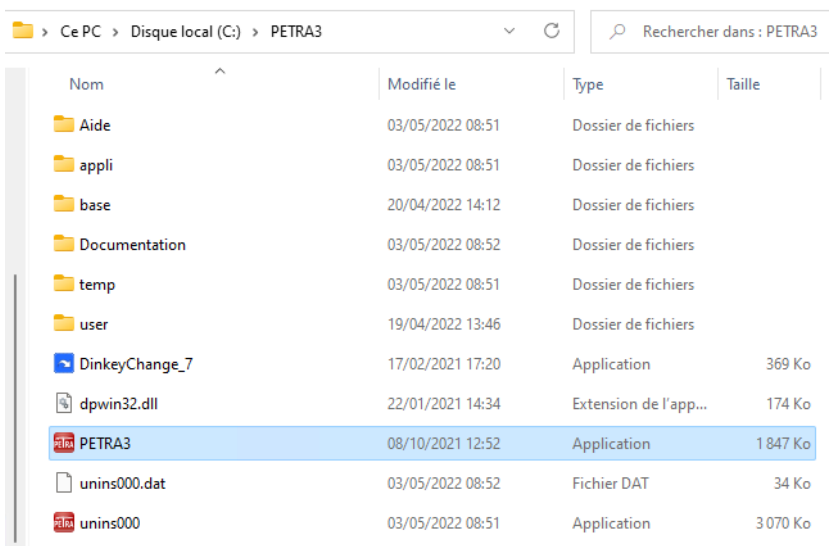 Ce PC > Disque local (C:) > PETRA3 Rechercher dans : PETRA3
Nom Modifié le Type Taille
Aide 03/05/2022 08:51 Dossier de fichiers
appli 03/05/2022 08:51 Dossier de fichiers
base 20/04/2022 14:12 Dossier de fichiers
Documentation 03/05/2022 08:52 Dossier de fichiers
temp 03/05/2022 08:51 Dossier de fichiers
user 19/04/2022 13:46 Dossier de fichiers
DinkeyChange_7 17/02/2021 17:20 Application 369 Ko
dpwin32.dll 22/01/2021 14:34 Extension de l'app... 174 Ko
PETRA PETRA3 08/10/2021 12:52 Application 1 847 Ko
unins000.dat 03/05/2022 08:52 Fichier DAT 34 Ko
PETRA unins000 03/05/2022 08:51 Application 3 070 Ko